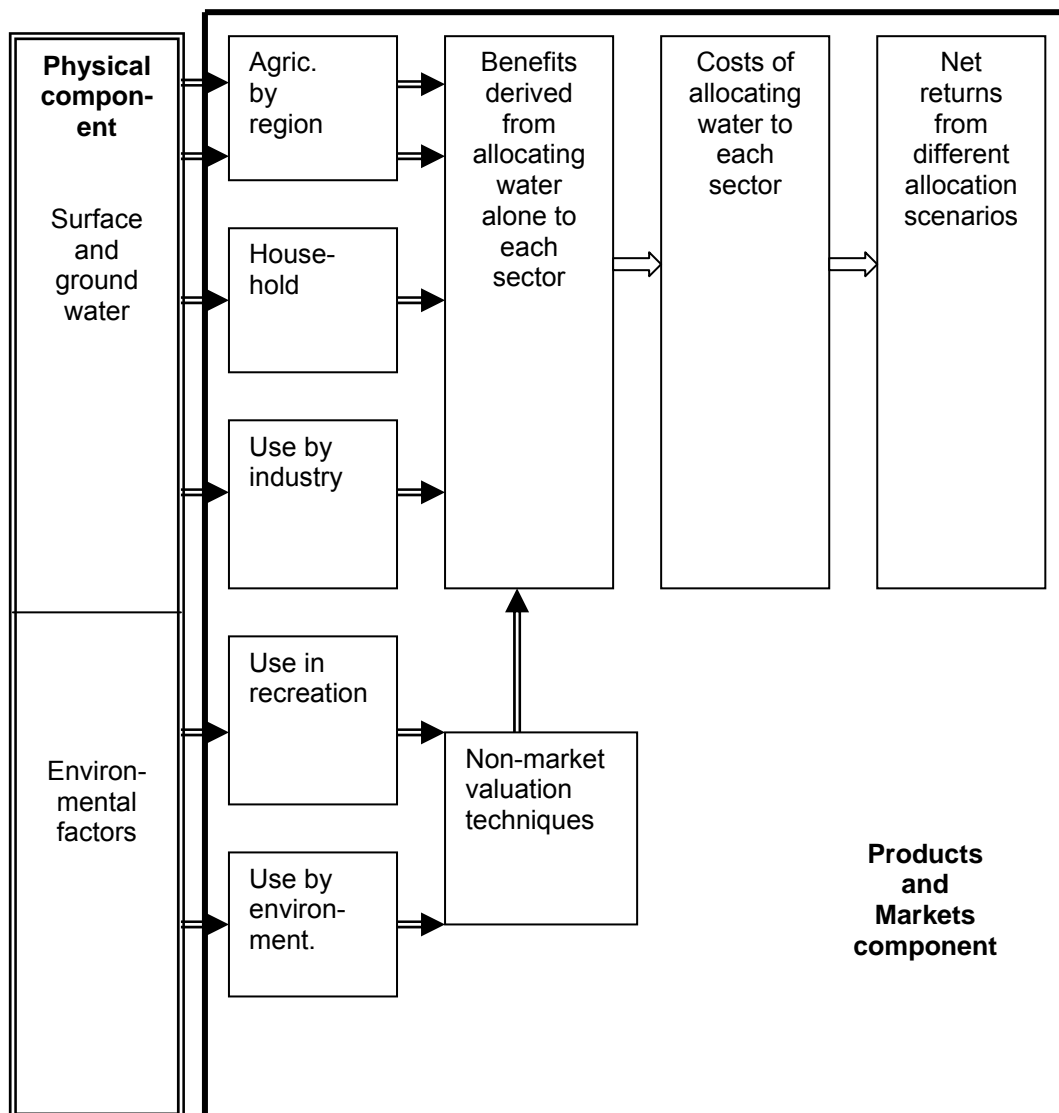 Physical
compon-
ent
Surface
and
ground
water
Environ-
mental
factors
Agric.
by
region
House-
hold
Use by
industry
Use in
recreation
Use by
environ-
ment.
Benefits
derived
from
allocating
water
alone to
each
sector
Non-market
valuation
techniques
Costs of
allocating
water to
each
sector
Net
returns
from
different
allocation
scenarios
Products
and
Markets
component